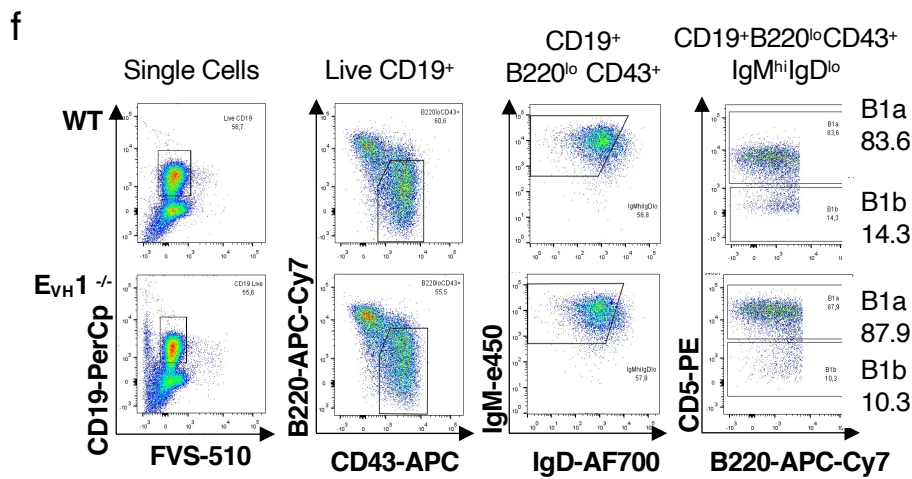 f
Single Cells
Live CD19⁺
CD19⁺
B220ˡᵒ CD43⁺
CD19⁺B220ˡᵒCD43⁺
IgMʰⁱIgDˡᵒ
WT
Live CD19
56,7
B220loCD43+
60,6
IgMhiIgDlo
58,8
B1a
83,6
B1b
14,3
B1a
83.6
B1b
14.3
EVH1 -/-
CD19 Live
55,6
B220loCD43+
55,5
IgMhiIgDlo
57,8
B1a
87,9
B1b
10,3
B1a
87.9
B1b
10.3
CD19-PerCp
FVS-510
B220-APC-Cy7
CD43-APC
IgM-e450
IgD-AF700
CD5-PE
B220-APC-Cy7